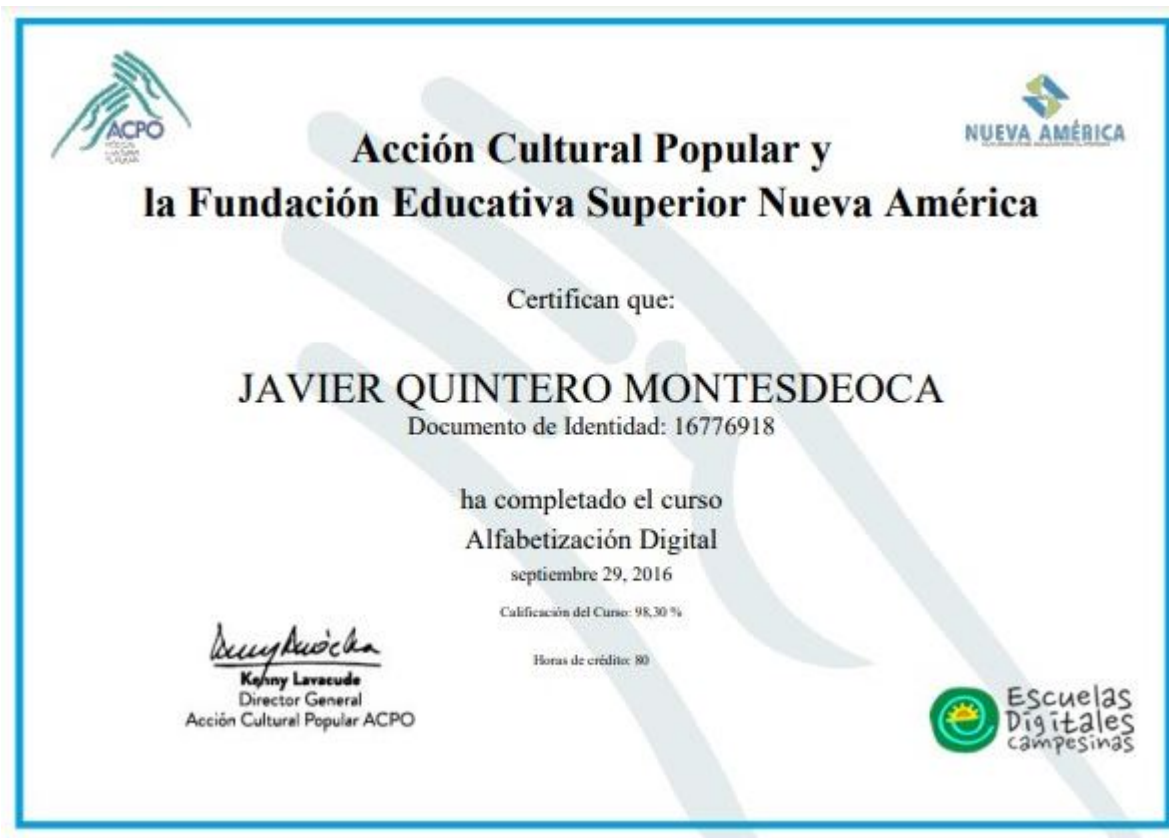 ACPO
NUEVA AMÉRICA
Acción Cultural Popular y
la Fundación Educativa Superior Nueva América
Certifican que:
JAVIER QUINTERO MONTESDEOCA
Documento de Identidad: 16776918
ha completado el curso
Alfabetización Digital
septiembre 29, 2016
Calificación del Curso: 98,30 %
Horas de crédito: 80
Kenny Lavacude
Director General
Acción Cultural Popular ACPO
Escuelas
Digitales
campesinas